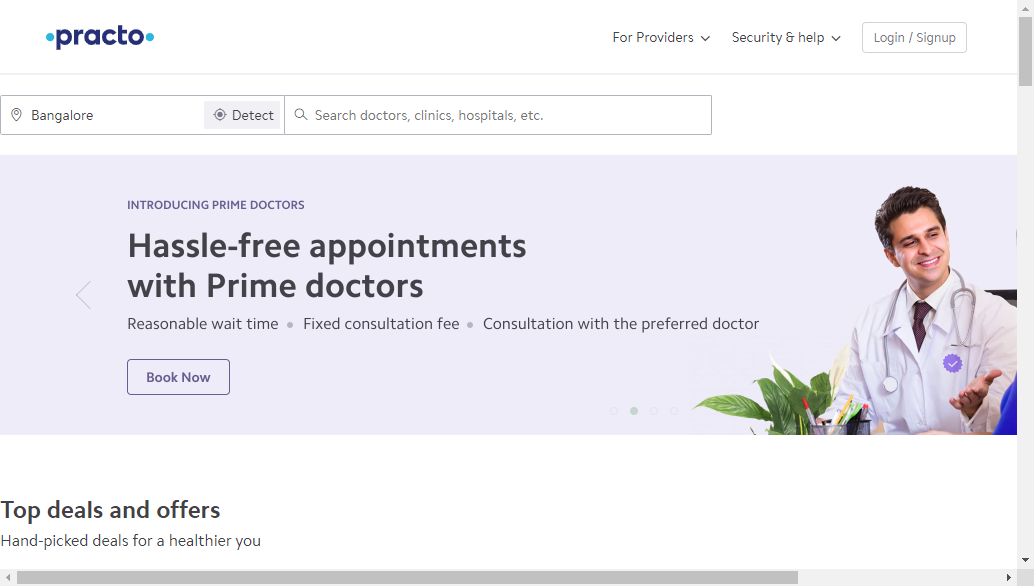 practo
For Providers
Security & help
Login / Signup
Bangalore
Detect
Search doctors, clinics, hospitals, etc.
INTRODUCING PRIME DOCTORS
Hassle-free appointments
with Prime doctors
Reasonable wait time • Fixed consultation fee • Consultation with the preferred doctor
Book Now
Top deals and offers
Hand-picked deals for a healthier you